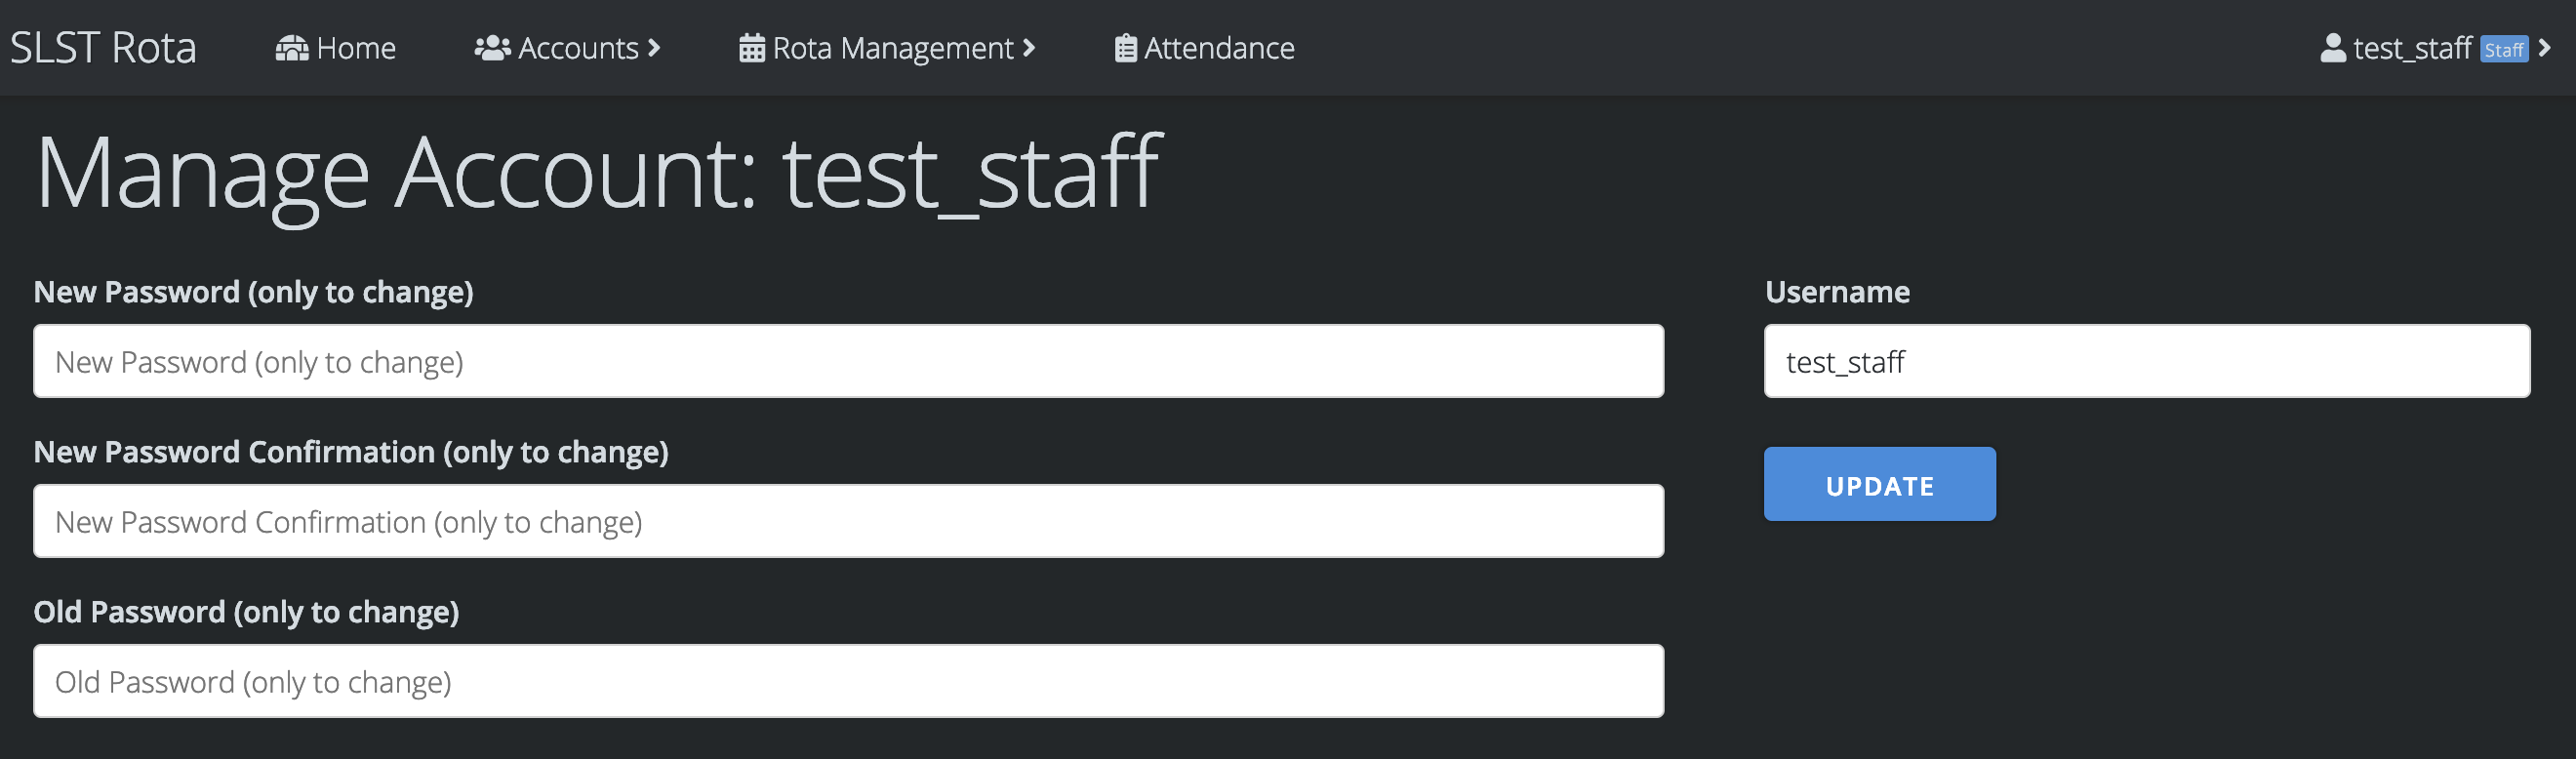 SLST Rota Home Accounts Rota Management Attendance test_staff Staff
Manage Account: test_staff
New Password (only to change)
New Password (only to change)
New Password Confirmation (only to change)
New Password Confirmation (only to change)
Old Password (only to change)
Old Password (only to change)
Username
test_staff
UPDATE